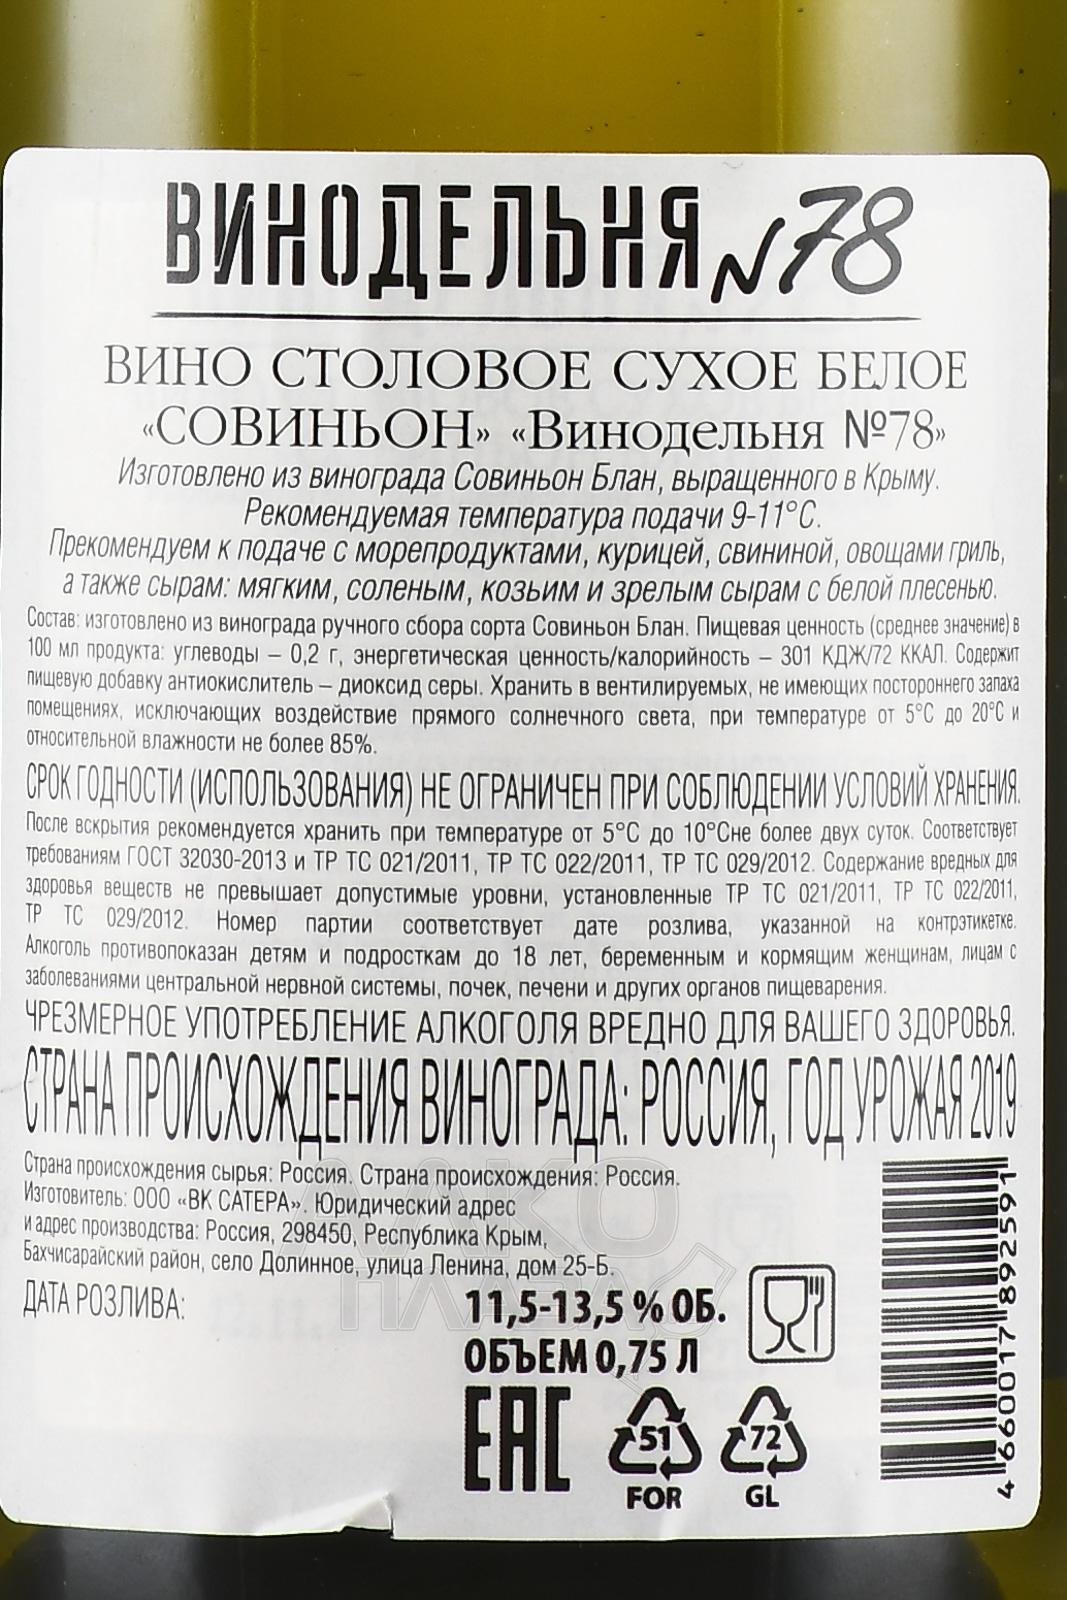 ВИНОДЕЛЬНЯ N78
ВИНО СТОЛОВОЕ СУХОЕ БЕЛОЕ
«СОВИНЬОН» «Винодельня №78»
Изготовлено из винограда Совиньон Блан, выращенного в Крыму.
Рекомендуемая температура подачи 9-11°С.
Прекомендуем к подаче с морепродуктами, курицей, свининой, овощами гриль,
а также сырам: мягким, соленым, козьим и зрелым сырам с белой плесенью.
Состав: изготовлено из винограда ручного сбора сорта Совиньон Блан. Пищевая ценность (среднее значение) в
100 мл продукта: углеводы – 0,2 г, энергетическая ценность/калорийность – 301 КДЖ/72 ККАЛ. Содержит
пищевую добавку антиокислитель – диоксид серы. Хранить в вентилируемых, не имеющих постороннего запаха
помещениях, исключающих воздействие прямого солнечного света, при температуре от 5°С до 20°С и
относительной влажности не более 85%.
СРОК ГОДНОСТИ (ИСПОЛЬЗОВАНИЯ) НЕ ОГРАНИЧЕН ПРИ СОБЛЮДЕНИИ УСЛОВИЙ ХРАНЕНИЯ.
После вскрытия рекомендуется хранить при температуре от 5°С до 10°Сне более двух суток. Соответствует
требованиям ГОСТ 32030-2013 и ТР ТС 021/2011, ТР ТС 022/2011, ТР ТС 029/2012. Содержание вредных для
здоровья веществ не превышает допустимые уровни, установленные ТР ТС 021/2011, ТР ТС 022/2011,
ТР ТС 029/2012. Номер партии соответствует дате розлива, указанной на контрэтикетке.
Алкоголь противопоказан детям и подросткам до 18 лет, беременным и кормящим женщинам, лицам с
заболеваниями центральной нервной системы, почек, печени и других органов пищеварения.
ЧРЕЗМЕРНОЕ УПОТРЕБЛЕНИЕ АЛКОГОЛЯ ВРЕДНО ДЛЯ ВАШЕГО ЗДОРОВЬЯ.
СТРАНА ПРОИСХОЖДЕНИЯ ВИНОГРАДА: РОССИЯ, ГОД УРОЖАЯ 2019
Страна происхождения сырья: Россия. Страна происхождения: Россия.
Изготовитель: ООО «ВК САТЕРА». Юридический адрес
и адрес производства: Россия, 298450, Республика Крым,
Бахчисарайский район, село Долинное, улица Ленина, дом 25-Б.
ДАТА РОЗЛИВА:
11,5-13,5 % ОБ.
ОБЪЕМ 0,75 Л
ЕАС
51
FOR
72
GL
4660017892591
АЛКО
ПЛАЗА